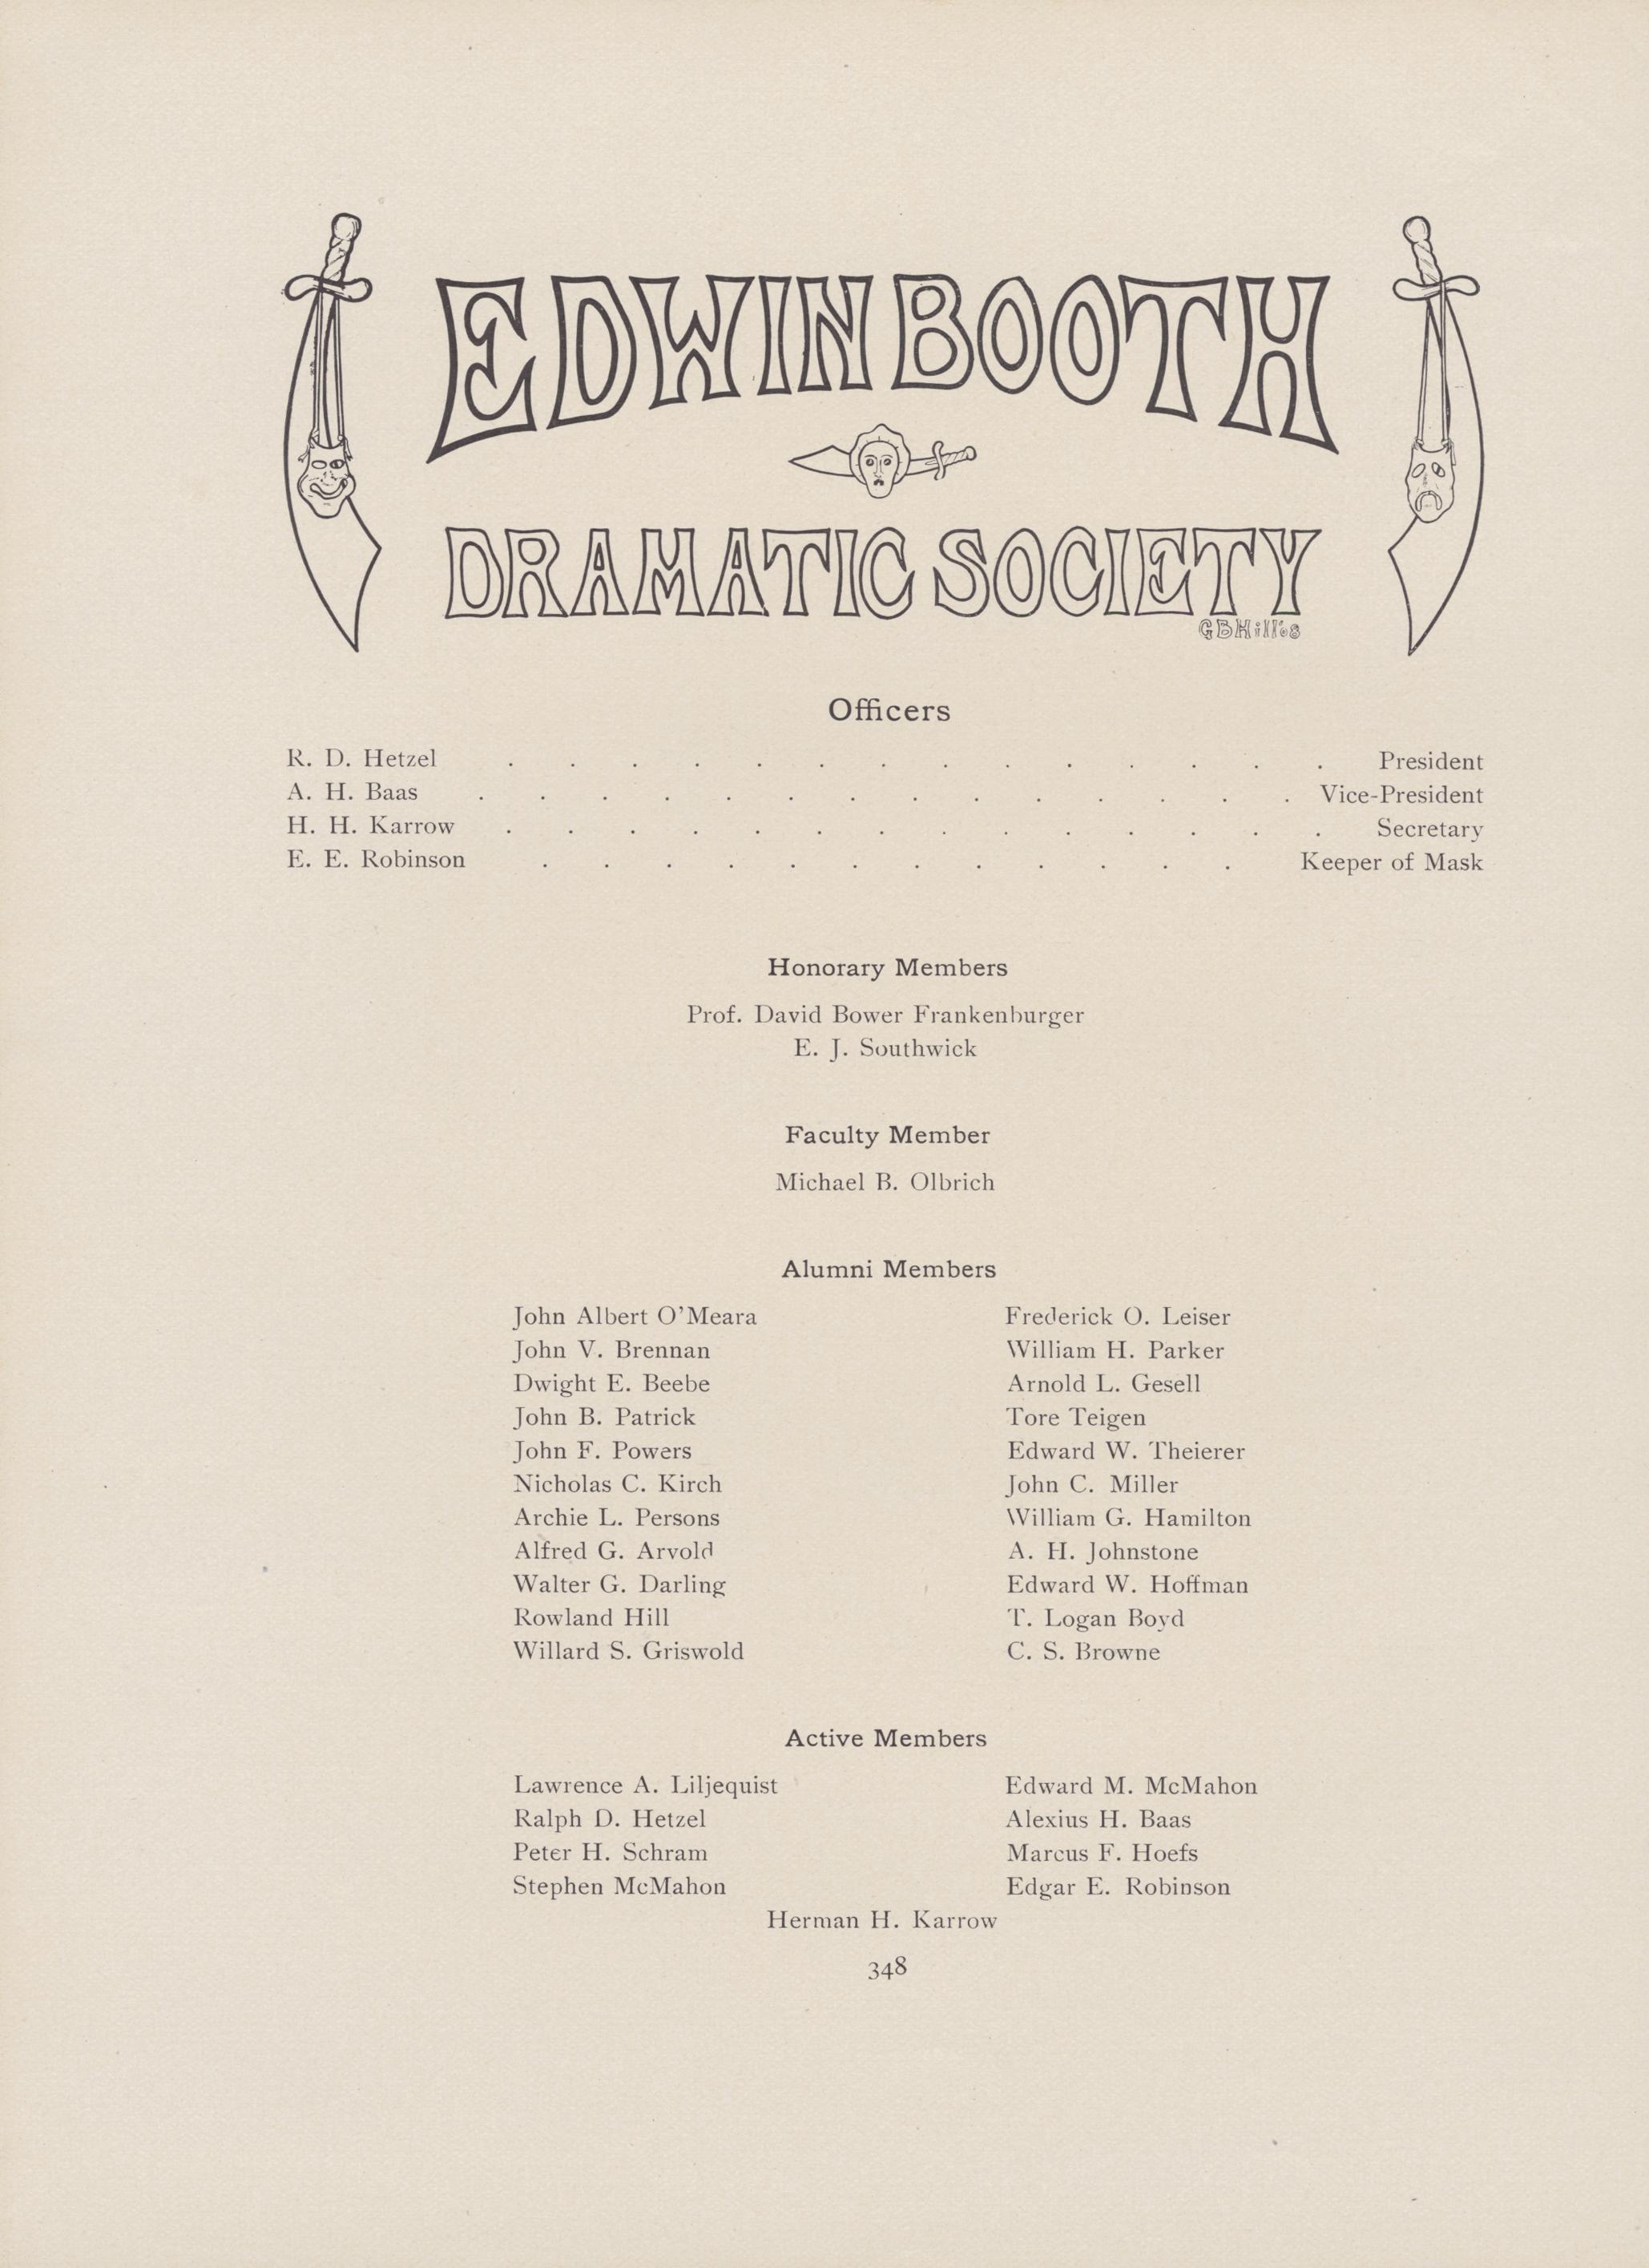 EDWIN BOOTH
DRAMATIC SOCIETY
GBHill'08
Officers
R. D. Hetzel . . . . . . . . . . . . . . President
A. H. Baas . . . . . . . . . . . . . . Vice-President
H. H. Karrow . . . . . . . . . . . . . . Secretary
E. E. Robinson . . . . . . . . . . . . Keeper of Mask
Honorary Members
Prof. David Bower Frankenburger
E. J. Southwick
Faculty Member
Michael B. Olbrich
Alumni Members
John Albert O'Meara
John V. Brennan
Dwight E. Beebe
John B. Patrick
John F. Powers
Nicholas C. Kirch
Archie L. Persons
Alfred G. Arvold
Walter G. Darling
Rowland Hill
Willard S. Griswold
Frederick O. Leiser
William H. Parker
Arnold L. Gesell
Tore Teigen
Edward W. Theierer
John C. Miller
William G. Hamilton
A. H. Johnstone
Edward W. Hoffman
T. Logan Boyd
C. S. Browne
Active Members
Lawrence A. Liljequist
Ralph D. Hetzel
Peter H. Schram
Stephen McMahon
Edward M. McMahon
Alexius H. Baas
Marcus F. Hoefs
Edgar E. Robinson
Herman H. Karrow
348